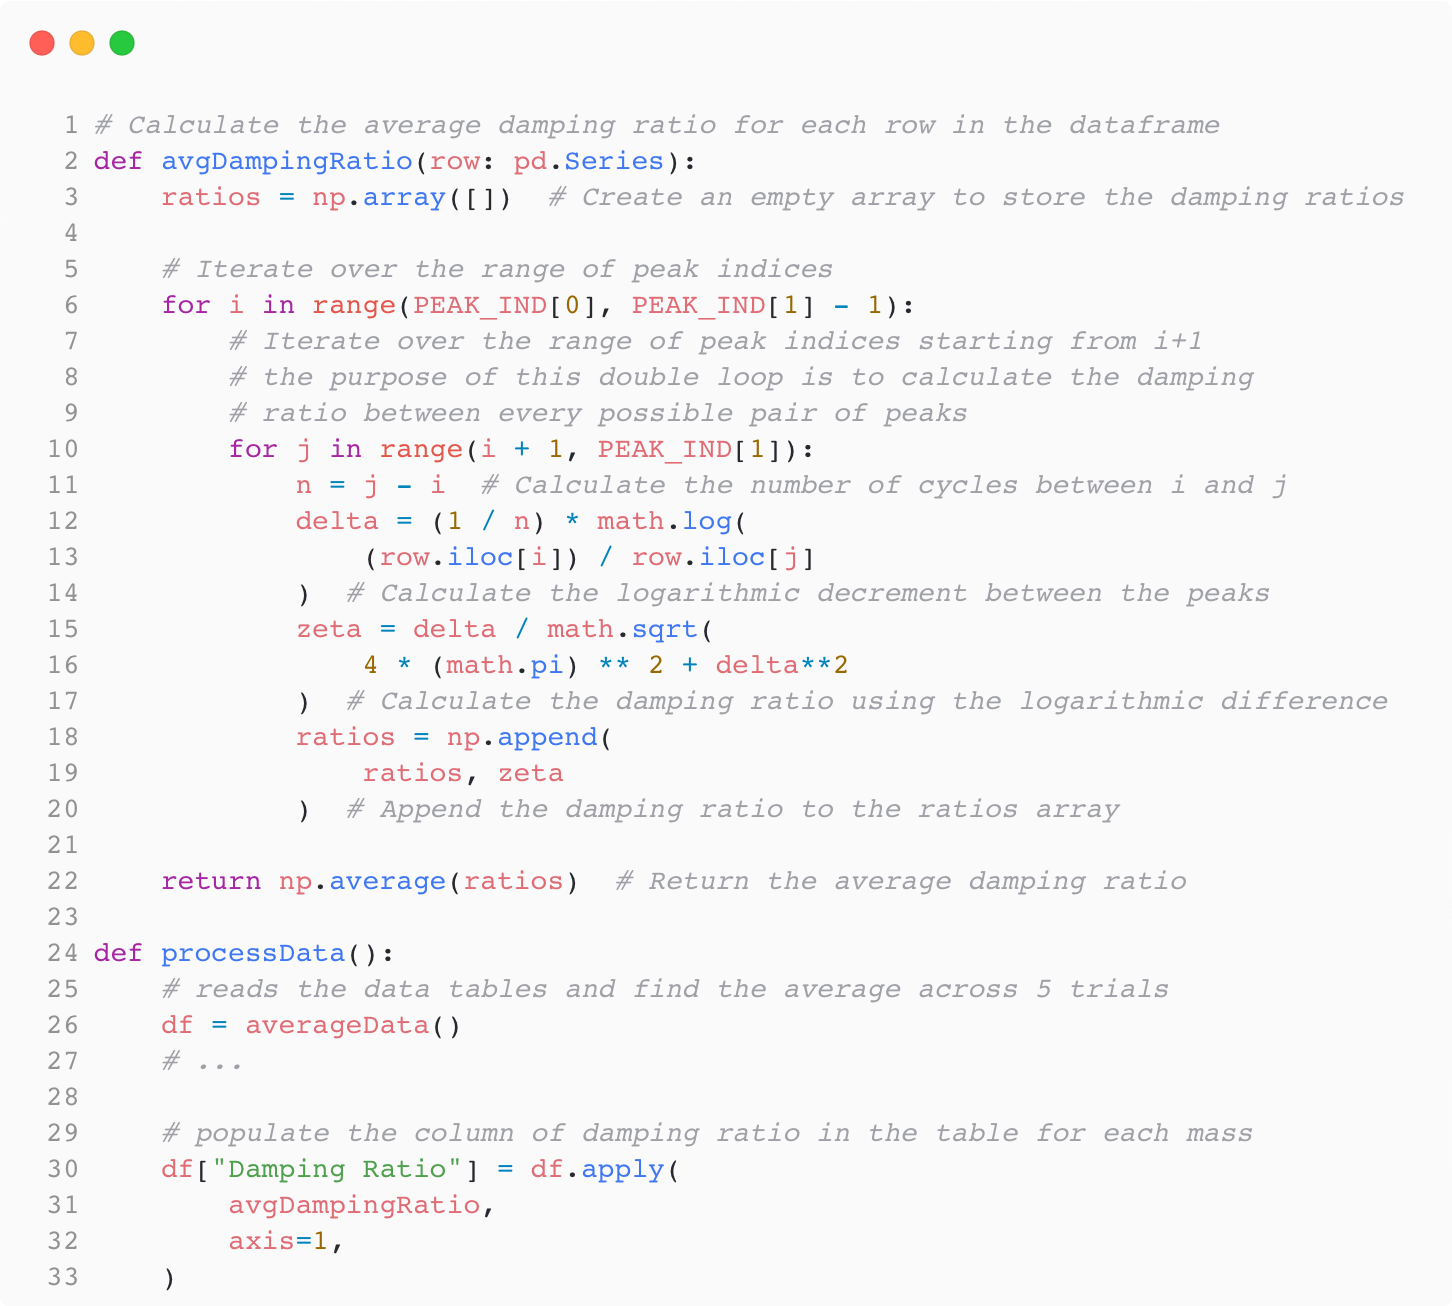 1 # Calculate the average damping ratio for each row in the dataframe
2 def avgDampingRatio(row: pd.Series):
3     ratios = np.array([])  # Create an empty array to store the damping ratios
4
5     # Iterate over the range of peak indices
6     for i in range(PEAK_IND[0], PEAK_IND[1] - 1):
7         # Iterate over the range of peak indices starting from i+1
8         # the purpose of this double loop is to calculate the damping
9         # ratio between every possible pair of peaks
10         for j in range(i + 1, PEAK_IND[1]):
11             n = j - i  # Calculate the number of cycles between i and j
12             delta = (1 / n) * math.log(
13                 (row.iloc[i]) / row.iloc[j]
14             )  # Calculate the logarithmic decrement between the peaks
15             zeta = delta / math.sqrt(
16                 4 * (math.pi) ** 2 + delta**2
17             )  # Calculate the damping ratio using the logarithmic difference
18             ratios = np.append(
19                 ratios, zeta
20             )  # Append the damping ratio to the ratios array
21
22     return np.average(ratios)  # Return the average damping ratio
23
24 def processData():
25     # reads the data tables and find the average across 5 trials
26     df = averageData()
27     # ...
28
29     # populate the column of damping ratio in the table for each mass
30     df["Damping Ratio"] = df.apply(
31         avgDampingRatio,
32         axis=1,
33     )